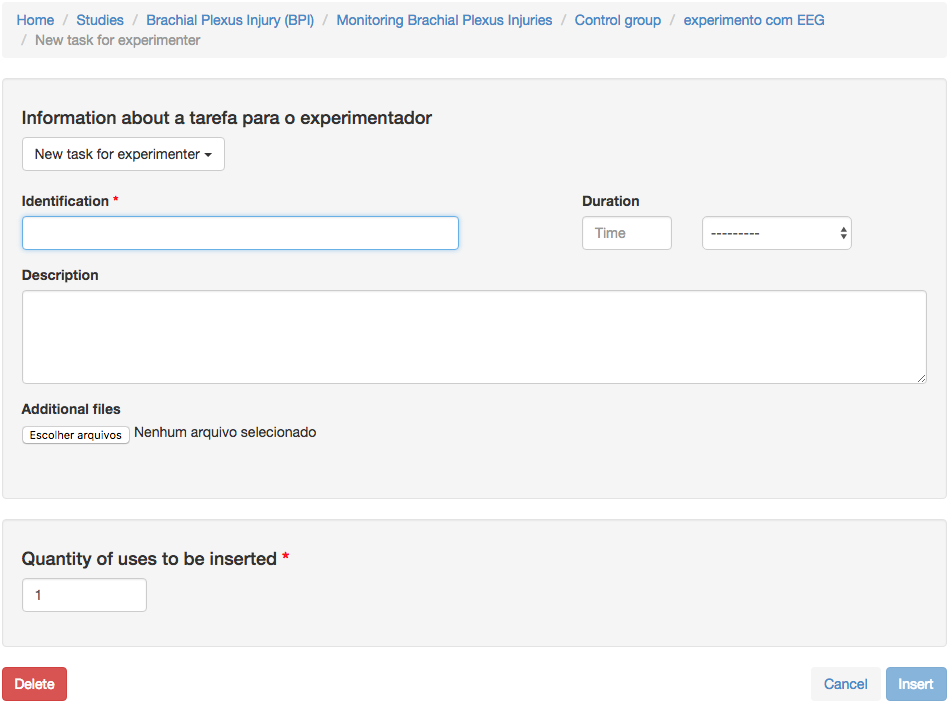 Home / Studies / Brachial Plexus Injury (BPI) / Monitoring Brachial Plexus Injuries / Control group / experimento com EEG
/ New task for experimenter
Information about a tarefa para o experimentador
New task for experimenter
Identification * Duration
Time ---------
Description
Additional files
Escolher arquivos Nenhum arquivo selecionado
Quantity of uses to be inserted *
1
Delete Cancel Insert